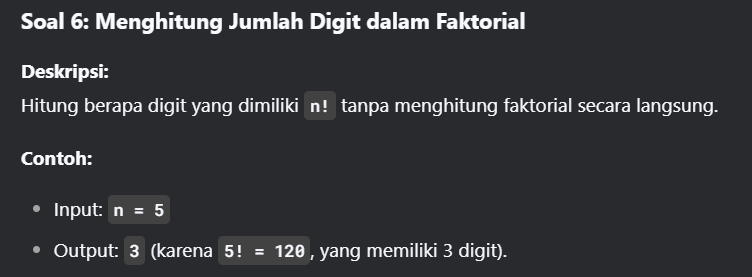 Soal 6: Menghitung Jumlah Digit dalam Faktorial
Deskripsi:
Hitung berapa digit yang dimiliki n! tanpa menghitung faktorial secara langsung.
Contoh:
• Input: n = 5
• Output: 3 (karena 5! = 120, yang memiliki 3 digit).